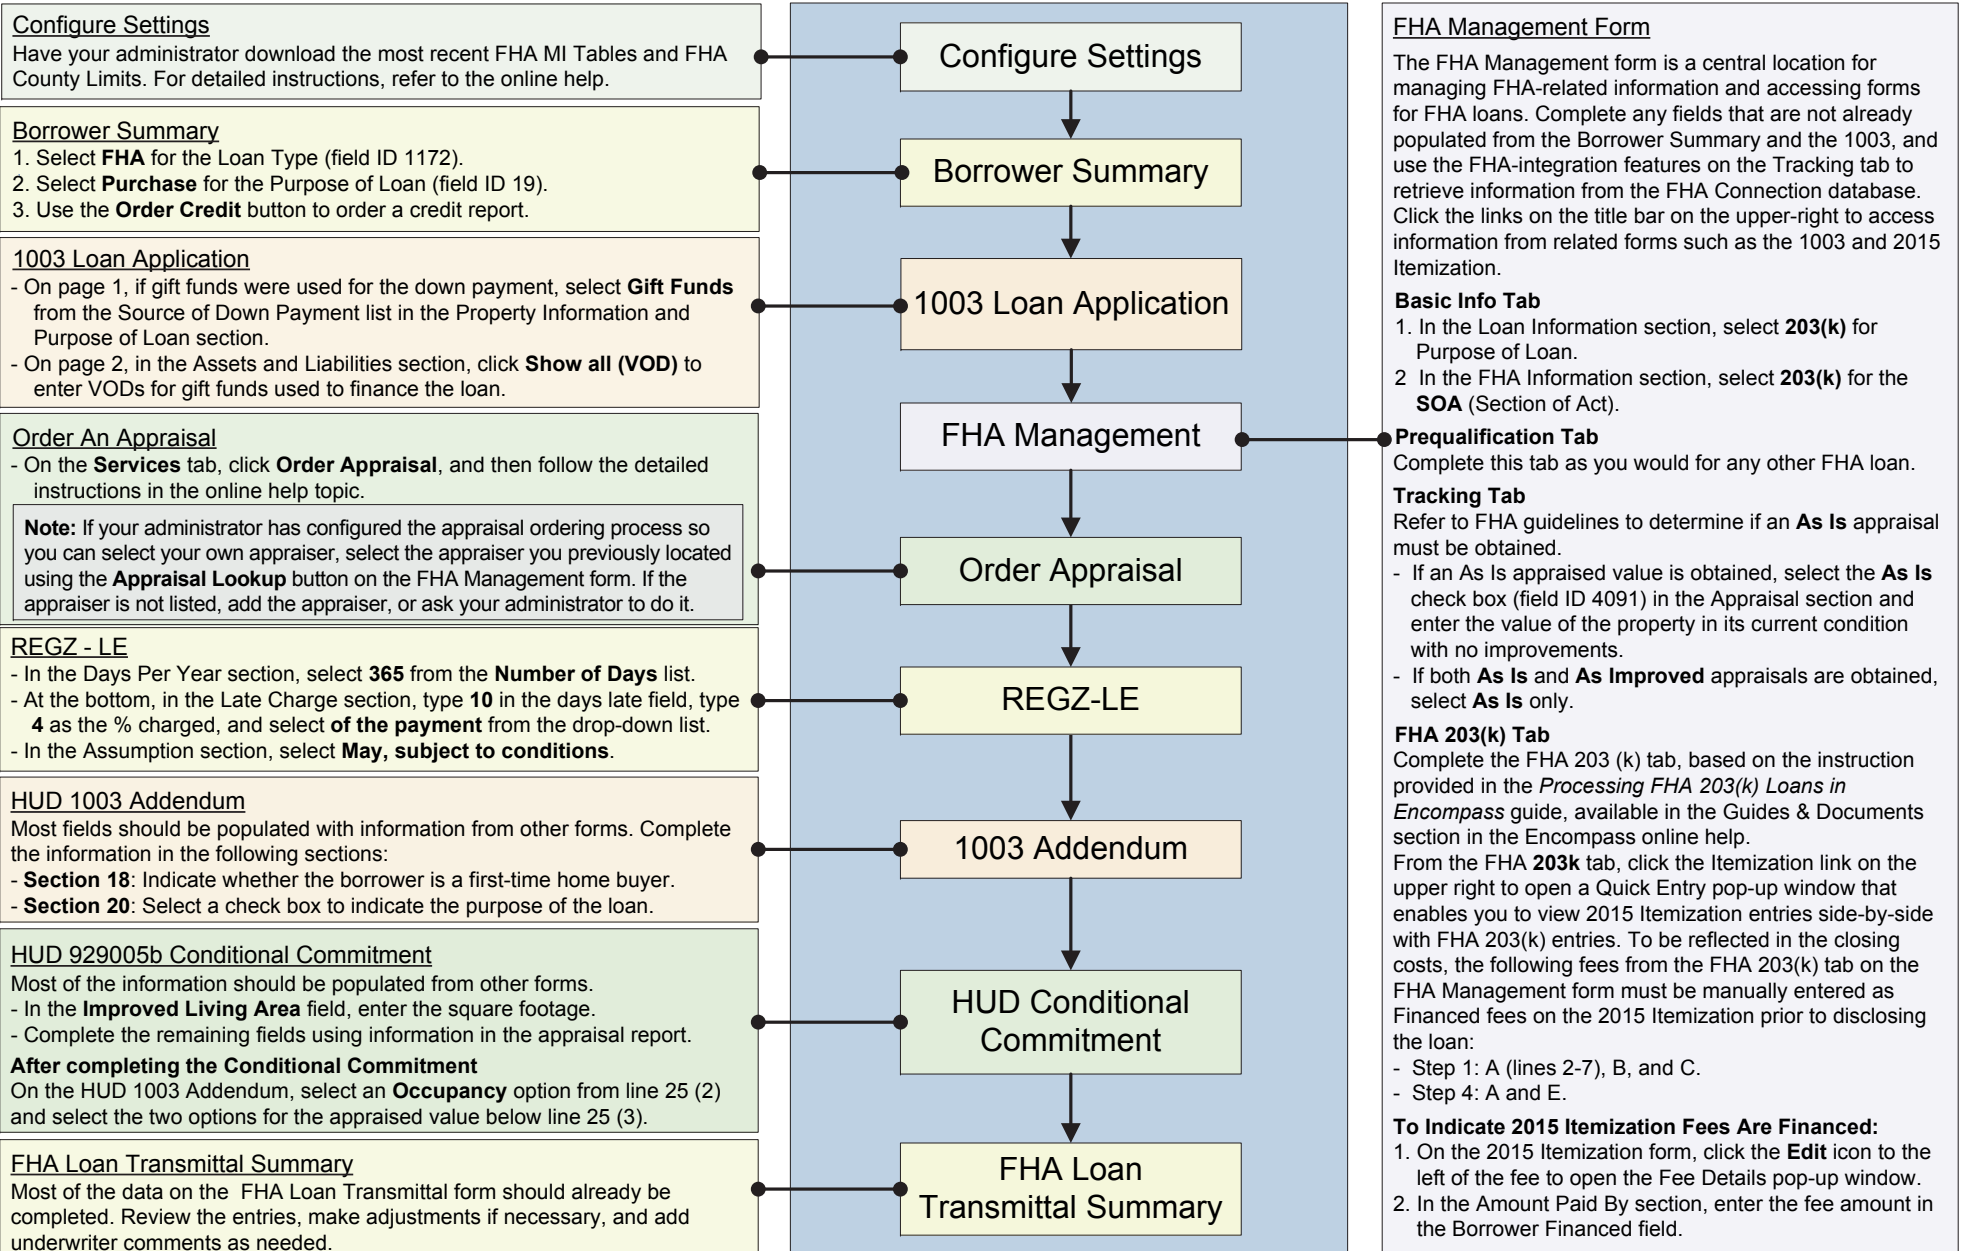 Configure Settings
Have your administrator download the most recent FHA MI Tables and FHA
County Limits. For detailed instructions, refer to the online help.
Borrower Summary
1. Select FHA for the Loan Type (field ID 1172).
2. Select Purchase for the Purpose of Loan (field ID 19).
3. Use the Order Credit button to order a credit report.
1003 Loan Application
- On page 1, if gift funds were used for the down payment, select Gift Funds
from the Source of Down Payment list in the Property Information and
Purpose of Loan section.
- On page 2, in the Assets and Liabilities section, click Show all (VOD) to
enter VODs for gift funds used to finance the loan.
Order An Appraisal
- On the Services tab, click Order Appraisal, and then follow the detailed
instructions in the online help topic.
Note: If your administrator has configured the appraisal ordering process so
you can select your own appraiser, select the appraiser you previously located
using the Appraisal Lookup button on the FHA Management form. If the
appraiser is not listed, add the appraiser, or ask your administrator to do it.
REGZ - LE
- In the Days Per Year section, select 365 from the Number of Days list.
- At the bottom, in the Late Charge section, type 10 in the days late field, type
4 as the % charged, and select of the payment from the drop-down list.
- In the Assumption section, select May, subject to conditions.
HUD 1003 Addendum
Most fields should be populated with information from other forms. Complete
the information in the following sections:
- Section 18: Indicate whether the borrower is a first-time home buyer.
- Section 20: Select a check box to indicate the purpose of the loan.
HUD 929005b Conditional Commitment
Most of the information should be populated from other forms.
- In the Improved Living Area field, enter the square footage.
- Complete the remaining fields using information in the appraisal report.
After completing the Conditional Commitment
On the HUD 1003 Addendum, select an Occupancy option from line 25 (2)
and select the two options for the appraised value below line 25 (3).
FHA Loan Transmittal Summary
Most of the data on the  FHA Loan Transmittal form should already be
completed. Review the entries, make adjustments if necessary, and add
underwriter comments as needed.
Configure Settings
Borrower Summary
1003 Loan Application
FHA Management
Order Appraisal
REGZ-LE
1003 Addendum
HUD Conditional
Commitment
FHA Loan
Transmittal Summary
FHA Management Form
The FHA Management form is a central location for
managing FHA-related information and accessing forms
for FHA loans. Complete any fields that are not already
populated from the Borrower Summary and the 1003, and
use the FHA-integration features on the Tracking tab to
retrieve information from the FHA Connection database.
Click the links on the title bar on the upper-right to access
information from related forms such as the 1003 and 2015
Itemization.
Basic Info Tab
1. In the Loan Information section, select 203(k) for
Purpose of Loan.
2 In the FHA Information section, select 203(k) for the
SOA (Section of Act).
Prequalification Tab
Complete this tab as you would for any other FHA loan.
Tracking Tab
Refer to FHA guidelines to determine if an As Is appraisal
must be obtained.
- If an As Is appraised value is obtained, select the As Is
check box (field ID 4091) in the Appraisal section and
enter the value of the property in its current condition
with no improvements.
- If both As Is and As Improved appraisals are obtained,
select As Is only.
FHA 203(k) Tab
Complete the FHA 203 (k) tab, based on the instruction
provided in the Processing FHA 203(k) Loans in
Encompass guide, available in the Guides & Documents
section in the Encompass online help.
From the FHA 203k tab, click the Itemization link on the
upper right to open a Quick Entry pop-up window that
enables you to view 2015 Itemization entries side-by-side
with FHA 203(k) entries. To be reflected in the closing
costs, the following fees from the FHA 203(k) tab on the
FHA Management form must be manually entered as
Financed fees on the 2015 Itemization prior to disclosing
the loan:
- Step 1: A (lines 2-7), B, and C.
- Step 4: A and E.
To Indicate 2015 Itemization Fees Are Financed:
1. On the 2015 Itemization form, click the Edit icon to the
left of the fee to open the Fee Details pop-up window.
2. In the Amount Paid By section, enter the fee amount in
the Borrower Financed field.